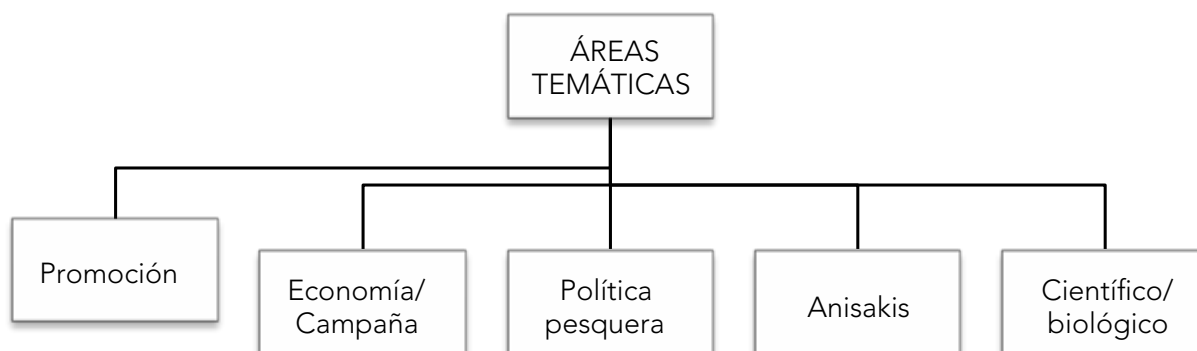 ÁREAS
TEMÁTICAS
Promoción
Economía/
Campaña
Política
pesquera
Anisakis
Científico/
biológico